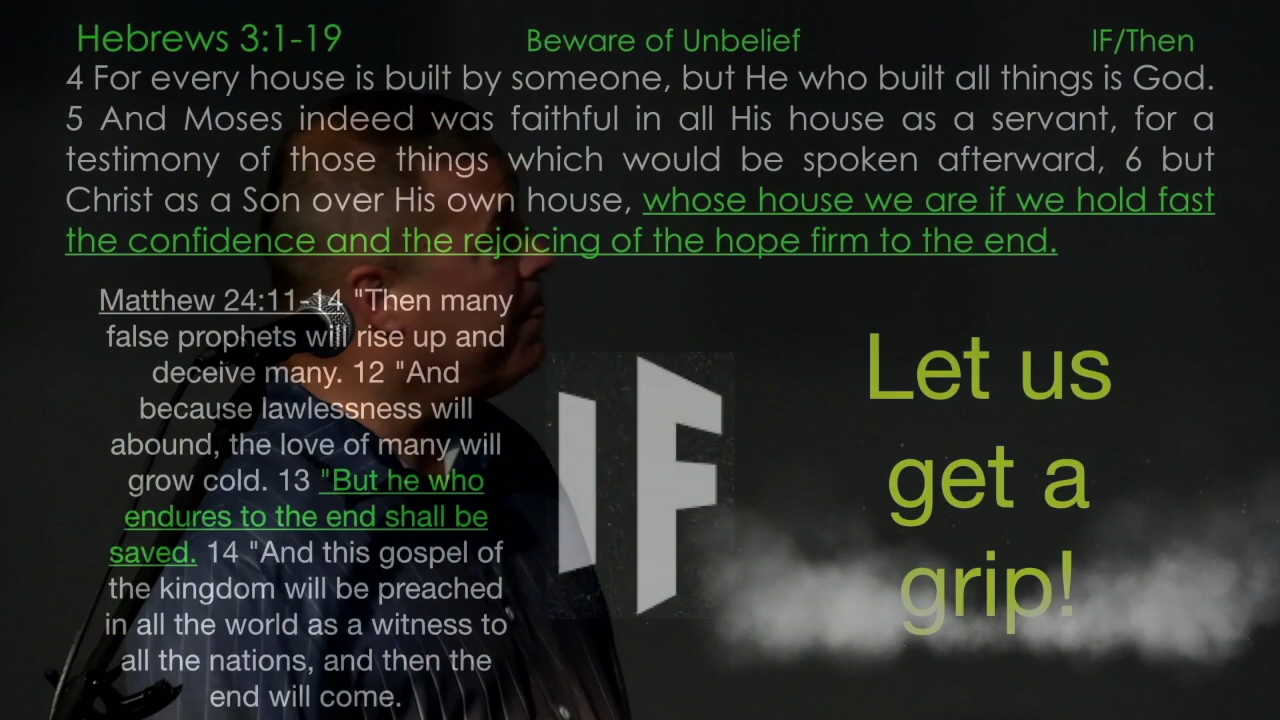 Hebrews 3:1-19 Beware of Unbelief IF/Then
4 For every house is built by someone, but He who built all things is God.
5 And Moses indeed was faithful in all His house as a servant, for a
testimony of those things which would be spoken afterward, 6 but
Christ as a Son over His own house, whose house we are if we hold fast
the confidence and the rejoicing of the hope firm to the end.
Matthew 24:11-14 "Then many
false prophets will rise up and
deceive many. 12 "And
because lawlessness will
abound, the love of many will
grow cold. 13 "But he who
endures to the end shall be
saved. 14 "And this gospel of
the kingdom will be preached
in all the world as a witness to
all the nations, and then the
end will come.
IF
Let us
get a
grip!